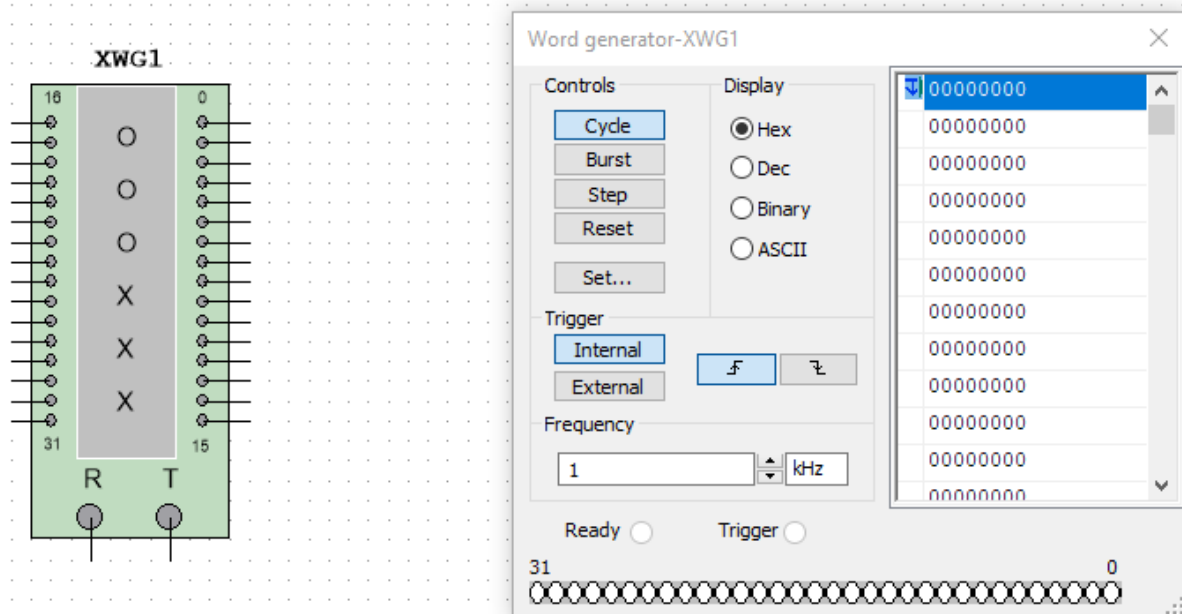 XWG1
16 0
O
O
O
X
X
X
31 15
R T
Word generator-XWG1
Controls
Cycle
Burst
Step
Reset
Set...
Display
Hex
Dec
Binary
ASCII
Trigger
Internal
External
Frequency
1 kHz
Ready Trigger
31 0
00000000
00000000
00000000
00000000
00000000
00000000
00000000
00000000
00000000
00000000
00000000
00000000